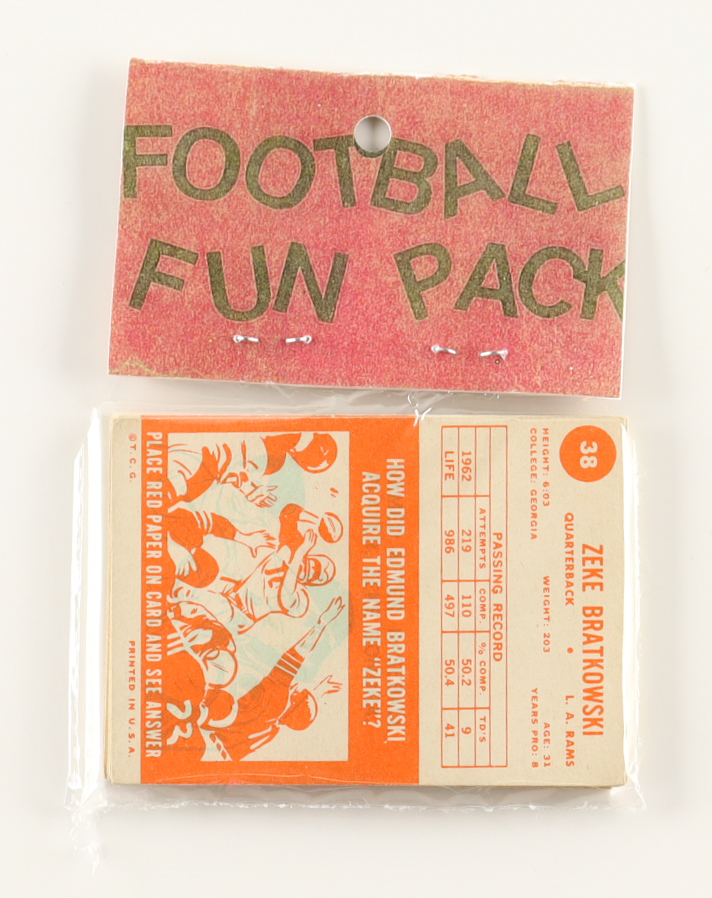 FOOTBALL
FUN PACK
38
ZEKE BRATKOWSKI
QUARTERBACK • L. A. RAMS
HEIGHT: 6:03 WEIGHT: 203 AGE: 31
COLLEGE: GEORGIA YEARS PRO: 8
PASSING RECORD
ATTEMPTS COMP. % COMP. TD'S
1962 219 110 50.2 9
LIFE 986 497 50.4 41
HOW DID EDMUND BRATKOWSKI
ACQUIRE THE NAME "ZEKE"?
PLACE RED PAPER ON CARD AND SEE ANSWER
© T. C. G. PRINTED IN U. S. A.